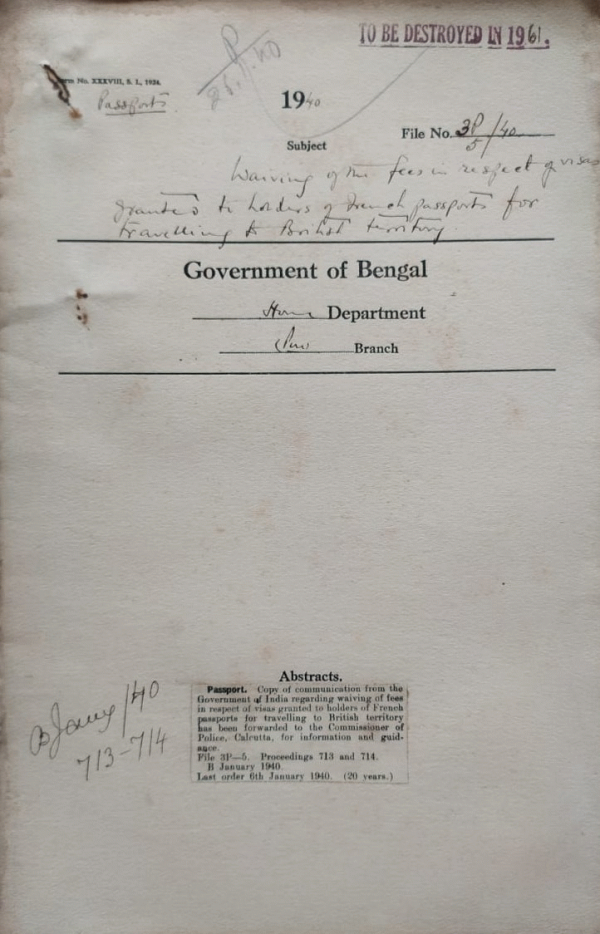 TO BE DESTROYED IN 1961.
Form No. XXXVIII, S. I., 1924.
Passports
1940
File No. 3P/5/40
Subject
Waiving of the fees in respect of visas
granted to holders of French passports for
travelling to British territory
Government of Bengal
Home Department
Branch
Abstracts.
Passport. Copy of communication from the
Government of India regarding waiving of fees
in respect of visas granted to holders of French
passports for travelling to British territory
has been forwarded to the Commissioner of
Police, Calcutta, for information and guid-
ance.
File 3P—5. Proceedings 713 and 714.
B January 1940.
Last order 6th January 1940. (20 years.)
B Jany/40
713-714